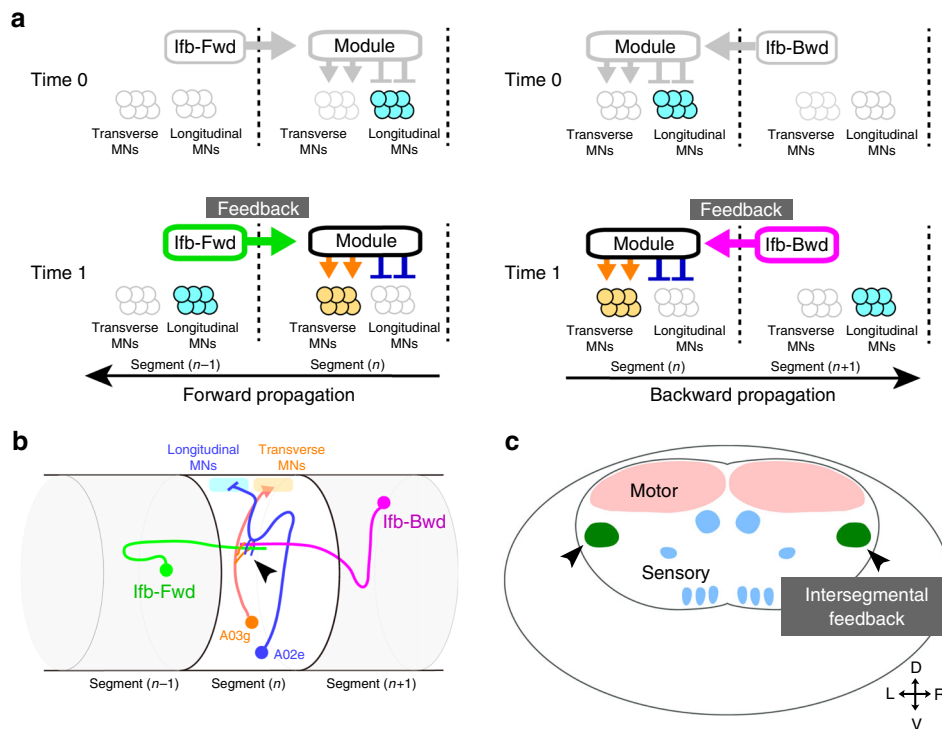 a
Ifb-Fwd
Module
Time 0
Transverse MNs
Longitudinal MNs
Transverse MNs
Longitudinal MNs
Module
Ifb-Bwd
Time 0
Transverse MNs
Longitudinal MNs
Transverse MNs
Longitudinal MNs
Feedback
Ifb-Fwd
Module
Time 1
Transverse MNs
Longitudinal MNs
Transverse MNs
Longitudinal MNs
Segment (n–1)
Segment (n)
Forward propagation
Feedback
Module
Ifb-Bwd
Time 1
Transverse MNs
Longitudinal MNs
Transverse MNs
Longitudinal MNs
Segment (n)
Segment (n+1)
Backward propagation
b
Longitudinal MNs
Transverse MNs
Ifb-Bwd
Ifb-Fwd
A03g
A02e
Segment (n–1)
Segment (n)
Segment (n+1)
c
Motor
Sensory
Intersegmental
feedback
D
L
R
V